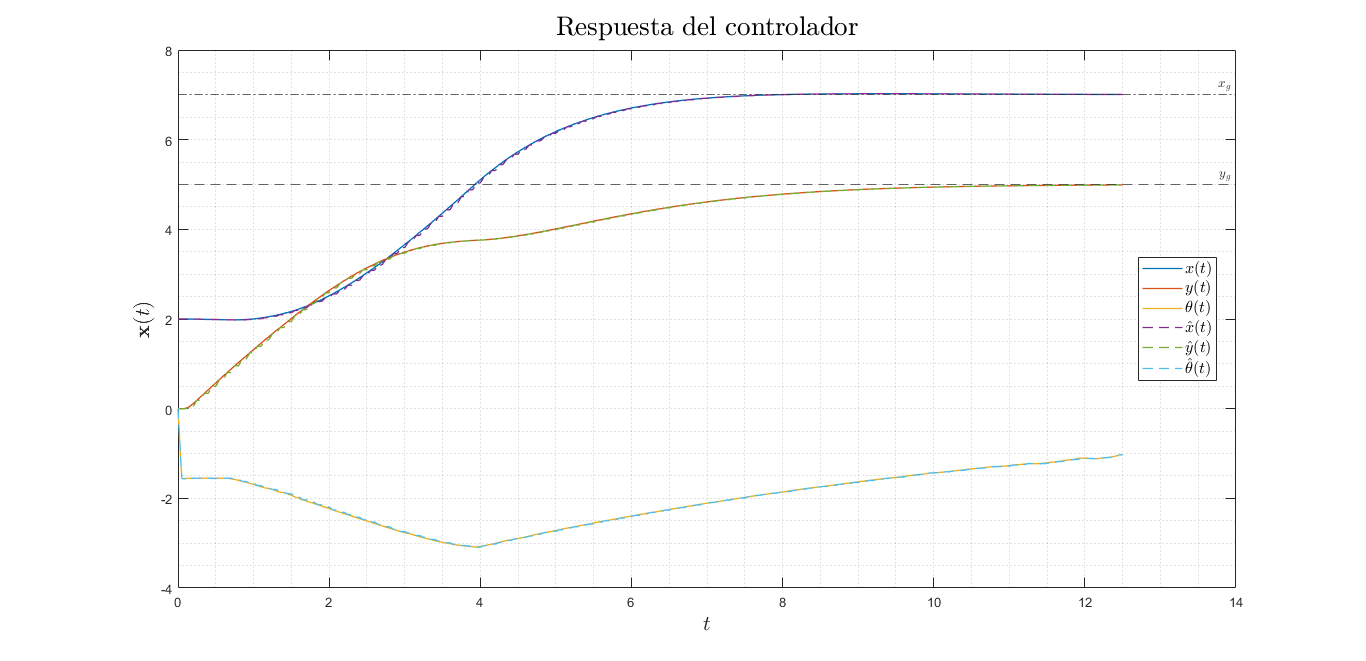 Respuesta del controlador
8
6
4
2
0
-2
-4
0 2 4 6 8 10 12 14
x(t)
t
x_g
y_g
x(t)
y(t)
θ(t)
x̂(t)
ŷ(t)
θ̂(t)